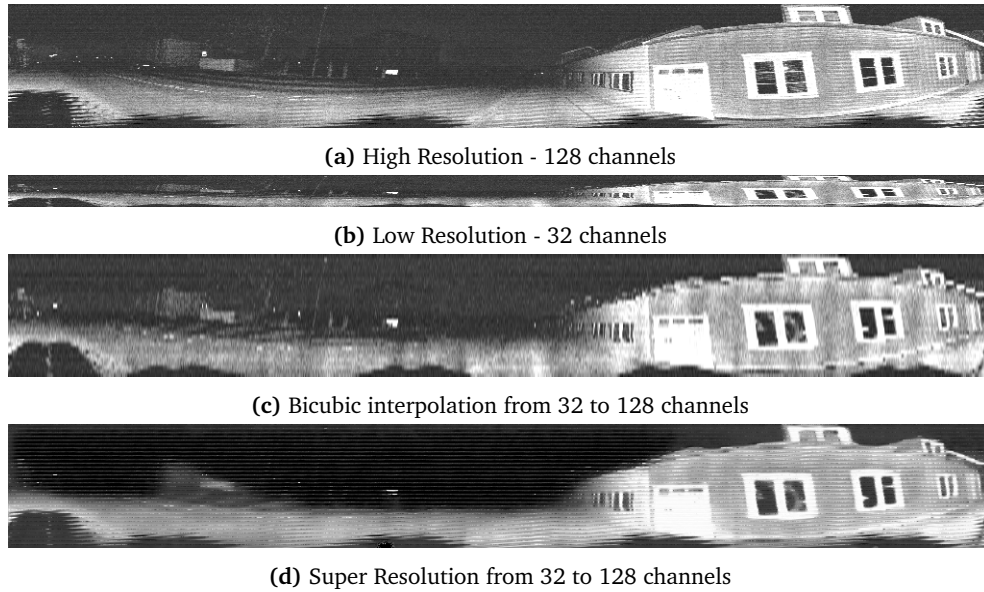 (a) High Resolution - 128 channels
(b) Low Resolution - 32 channels
(c) Bicubic interpolation from 32 to 128 channels
(d) Super Resolution from 32 to 128 channels